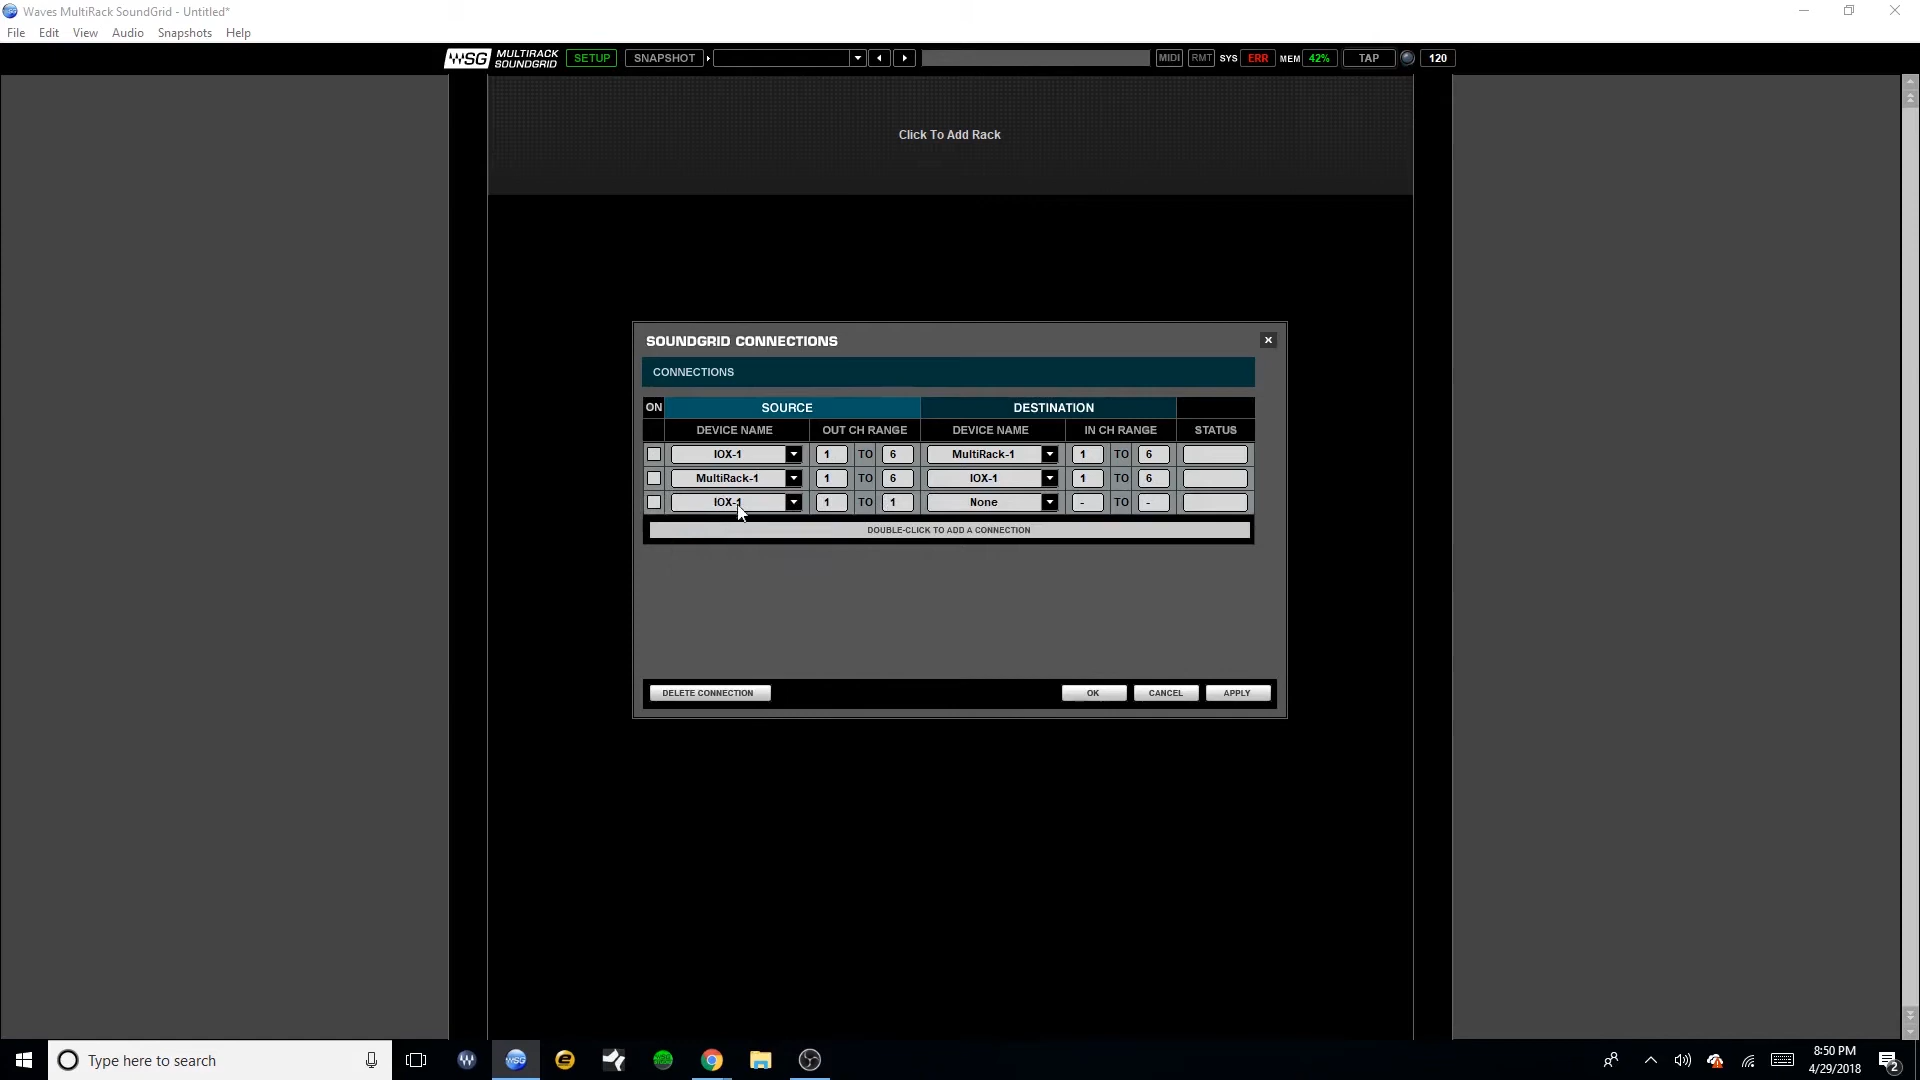 Waves MultiRack SoundGrid - Untitled*
File Edit View Audio Snapshots Help
WSG MULTIRACK SOUNDGRID SETUP SNAPSHOT MIDI RMT SYS ERR MEM 42% TAP 120
Click To Add Rack
SOUNDGRID CONNECTIONS
CONNECTIONS
ON SOURCE DESTINATION
DEVICE NAME OUT CH RANGE DEVICE NAME IN CH RANGE STATUS
IOX-1 1 TO 6 MultiRack-1 1 TO 6
MultiRack-1 1 TO 6 IOX-1 1 TO 6
IOX-1 1 TO 1 None - TO -
DOUBLE-CLICK TO ADD A CONNECTION
DELETE CONNECTION OK CANCEL APPLY
Type here to search
WSG
8:50 PM
4/29/2018
2